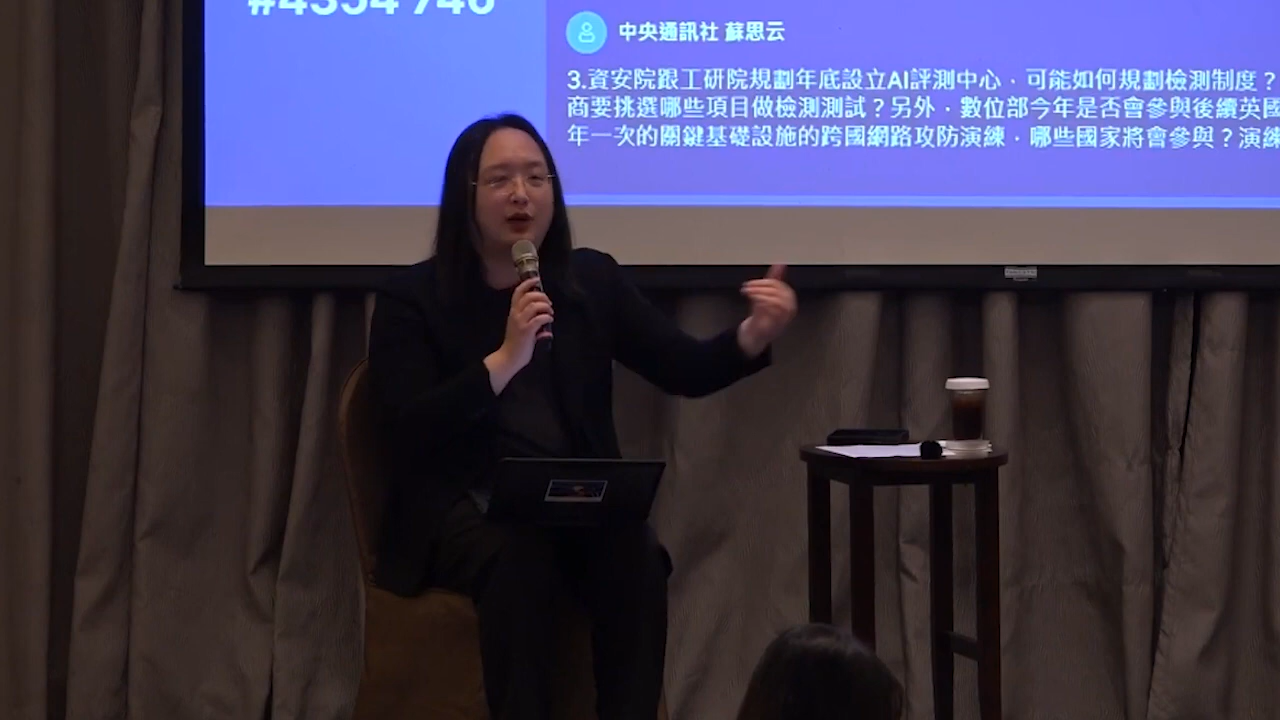 #4354 746
中央通訊社 蘇思云
3.資安院跟工研院規劃年底設立AI評測中心，可能如何規劃檢測制度？
商要挑選哪些項目做檢測測試？另外，數位部今年是否會參與後續英國
年一次的關鍵基礎設施的跨國網路攻防演練，哪些國家將會參與？演練